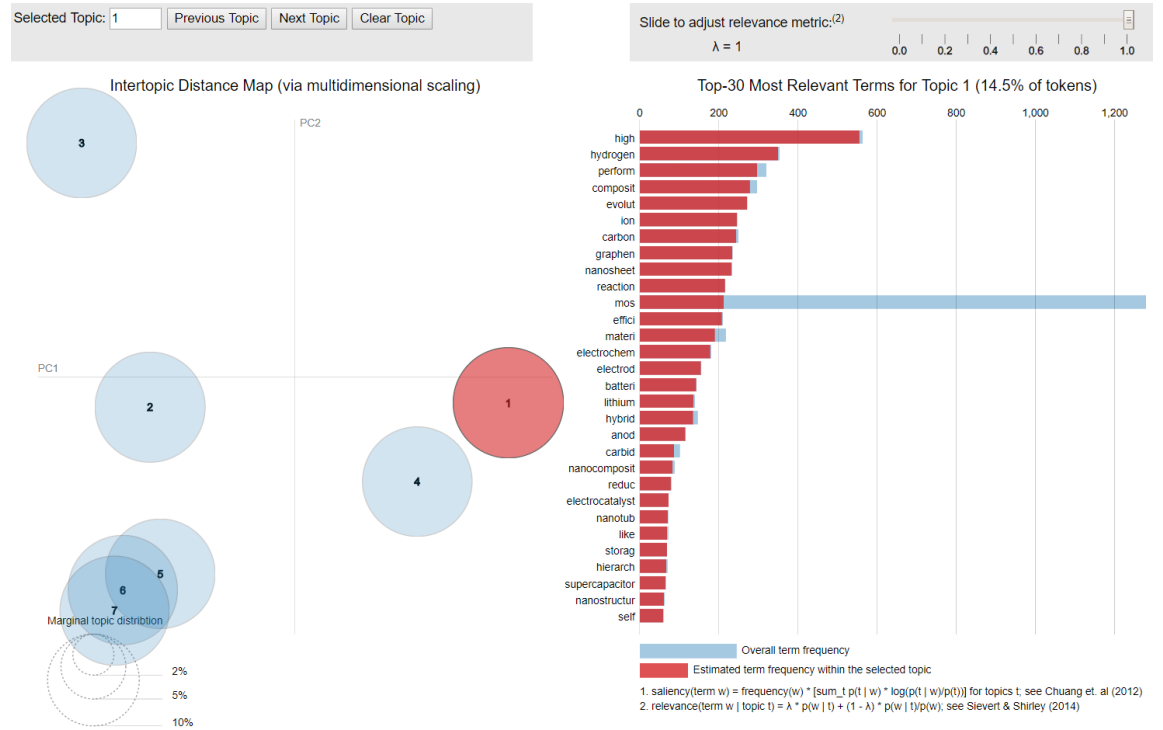 Selected Topic: 1 Previous Topic Next Topic Clear Topic
Slide to adjust relevance metric:(2)
λ = 1
0.0 0.2 0.4 0.6 0.8 1.0
Intertopic Distance Map (via multidimensional scaling)
PC2
PC1
3
2
1
4
5
6
7
Marginal topic distribtion
2%
5%
10%
Top-30 Most Relevant Terms for Topic 1 (14.5% of tokens)
0 200 400 600 800 1,000 1,200
high
hydrogen
perform
composit
evolut
ion
carbon
graphen
nanosheet
reaction
mos
effici
materi
electrochem
electrod
batteri
lithium
hybrid
anod
carbid
nanocomposit
reduc
electrocatalyst
nanotub
like
storag
hierarch
supercapacitor
nanostructur
self
Overall term frequency
Estimated term frequency within the selected topic
1. saliency(term w) = frequency(w) * [sum_t p(t | w) * log(p(t | w)/p(t))] for topics t; see Chuang et. al (2012)
2. relevance(term w | topic t) = λ * p(w | t) + (1 - λ) * p(w | t)/p(w); see Sievert & Shirley (2014)